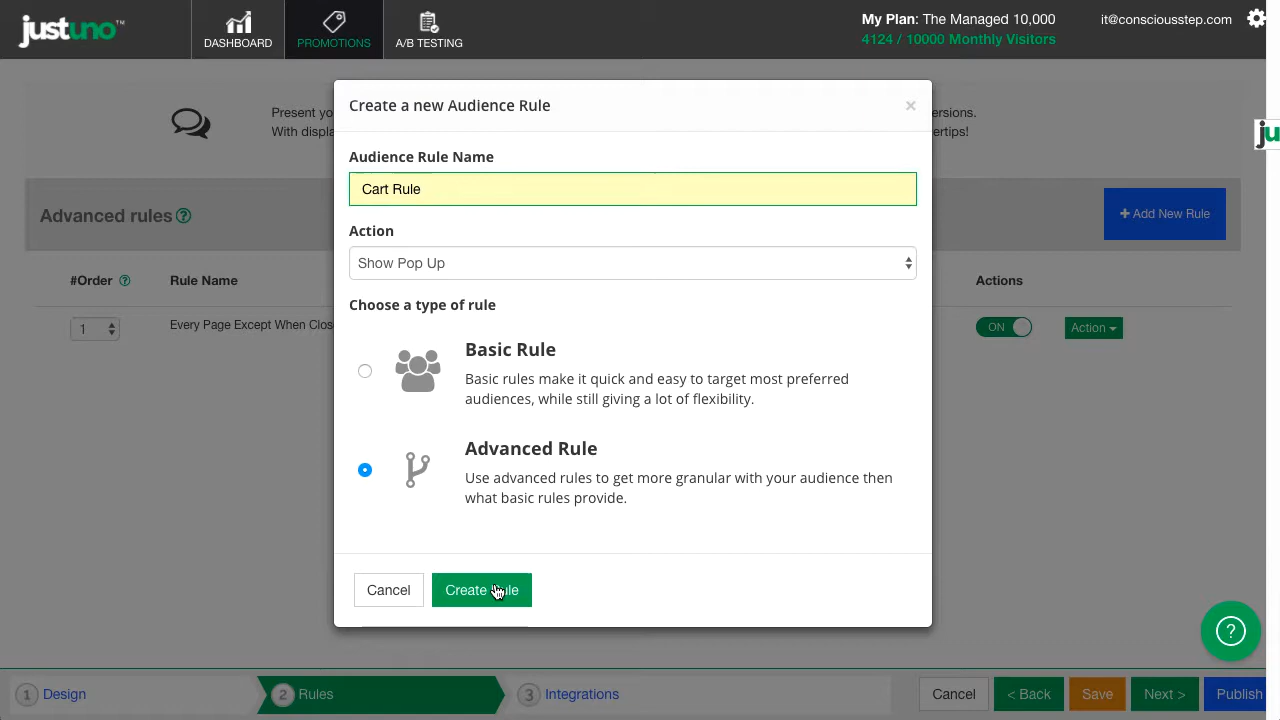 justuno™
DASHBOARD
PROMOTIONS
A/B TESTING
My Plan: The Managed 10,000
4124 / 10000 Monthly Visitors
it@consciousstep.com
Present yo
ersions.
With displa
ertips!
ju
Advanced rules ?
+ Add New Rule
#Order ?
Rule Name
Actions
1
Every Page Except When Clos
ON
Action
Create a new Audience Rule
×
Audience Rule Name
Cart Rule
Action
Show Pop Up
Choose a type of rule
Basic Rule
Basic rules make it quick and easy to target most preferred
audiences, while still giving a lot of flexibility.
Advanced Rule
Use advanced rules to get more granular with your audience then
what basic rules provide.
Cancel
Create Rule
?
1 Design
2 Rules
3 Integrations
Cancel
< Back
Save
Next >
Publish